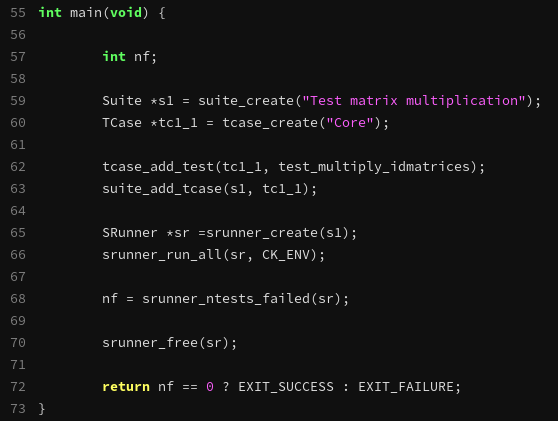 55 int main(void) {
56
57         int nf;
58
59         Suite *s1 = suite_create("Test matrix multiplication");
60         TCase *tc1_1 = tcase_create("Core");
61
62         tcase_add_test(tc1_1, test_multiply_idmatrices);
63         suite_add_tcase(s1, tc1_1);
64
65         SRunner *sr =srunner_create(s1);
66         srunner_run_all(sr, CK_ENV);
67
68         nf = srunner_ntests_failed(sr);
69
70         srunner_free(sr);
71
72         return nf == 0 ? EXIT_SUCCESS : EXIT_FAILURE;
73 }